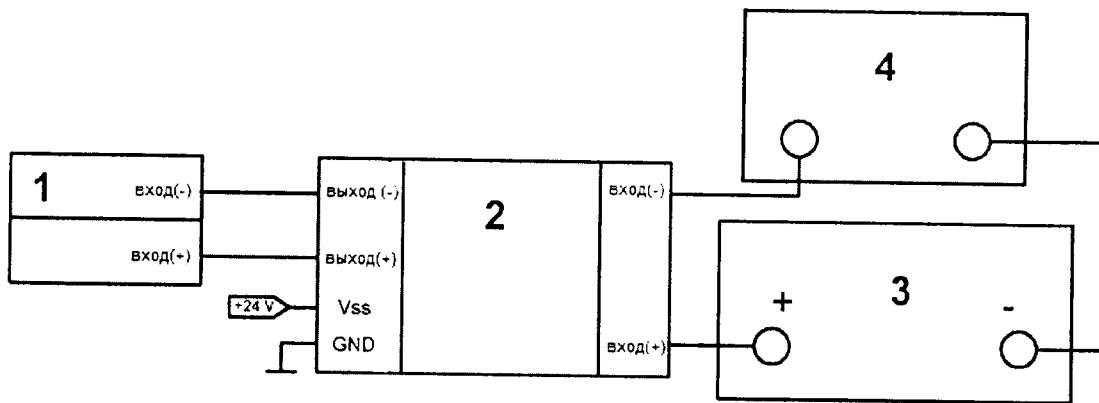 4
1
вход(-)
выход (-)
2
вход(-)
вход(+)
выход(+)
+24 V
Vss
GND
вход(+)
3
+
-